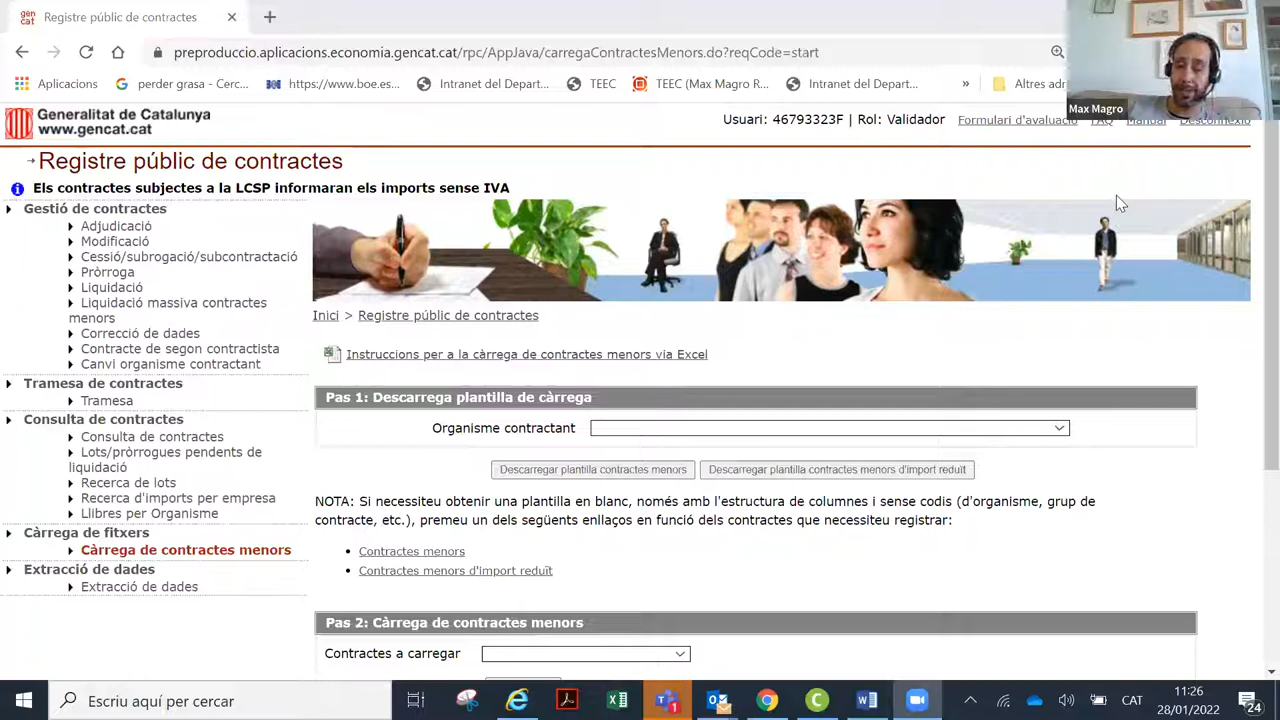 gen
cat
Registre públic de contractes
preproduccio.aplicacions.economia.gencat.cat/rpc/AppJava/carregaContractesMenors.do?reqCode=start
Aplicacions
perder grasa - Cerc...
https://www.boe.es...
Intranet del Depart...
TEEC
TEEC (Max Magro R...
Intranet del Depart...
»
Altres adr
Max Magro
Generalitat de Catalunya
www.gencat.cat
Usuari: 46793323F | Rol: Validador
Formulari d'avaluació
FAQ
Manual
Desconnexió
Registre públic de contractes
Els contractes subjectes a la LCSP informaran els imports sense IVA
Gestió de contractes
Adjudicació
Modificació
Cessió/subrogació/subcontractació
Pròrroga
Liquidació
Liquidació massiva contractes
menors
Correcció de dades
Contracte de segon contractista
Canvi organisme contractant
Tramesa de contractes
Tramesa
Consulta de contractes
Consulta de contractes
Lots/pròrrogues pendents de
liquidació
Recerca de lots
Recerca d'imports per empresa
Llibres per Organisme
Càrrega de fitxers
Càrrega de contractes menors
Extracció de dades
Extracció de dades
Inici > Registre públic de contractes
Instruccions per a la càrrega de contractes menors via Excel
Pas 1: Descarrega plantilla de càrrega
Organisme contractant
Descarregar plantilla contractes menors
Descarregar plantilla contractes menors d'import reduït
NOTA: Si necessiteu obtenir una plantilla en blanc, només amb l'estructura de columnes i sense codis (d'organisme, grup de
contracte, etc.), premeu un dels següents enllaços en funció dels contractes que necessiteu registrar:
• Contractes menors
• Contractes menors d'import reduït
Pas 2: Càrrega de contractes menors
Contractes a carregar
Escriu aquí per cercar
CAT
11:26
28/01/2022
24